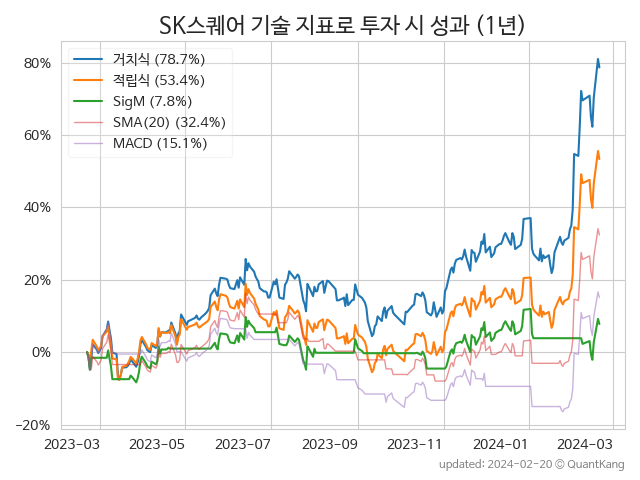 SK스퀘어 기술 지표로 투자 시 성과 (1년)
거치식 (78.7%)
적립식 (53.4%)
SigM (7.8%)
SMA(20) (32.4%)
MACD (15.1%)
80%
60%
40%
20%
0%
−20%
2023-03 2023-05 2023-07 2023-09 2023-11 2024-01 2024-03
updated: 2024-02-20 © QuantKang